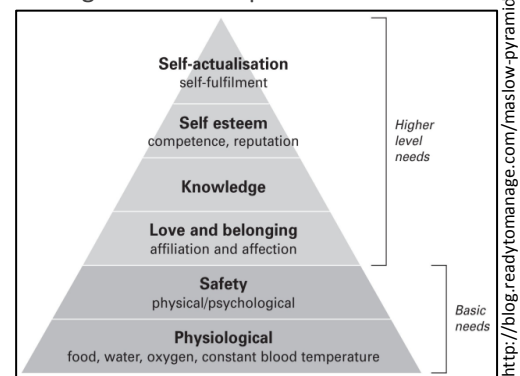 Self-actualisation
self-fulfilment
Self esteem
competence, reputation
Knowledge
Love and belonging
affiliation and affection
Higher
level
needs
Safety
physical/psychological
Physiological
food, water, oxygen, constant blood temperature
Basic
needs
http://blog.readytomanage.com/maslow-pyramid